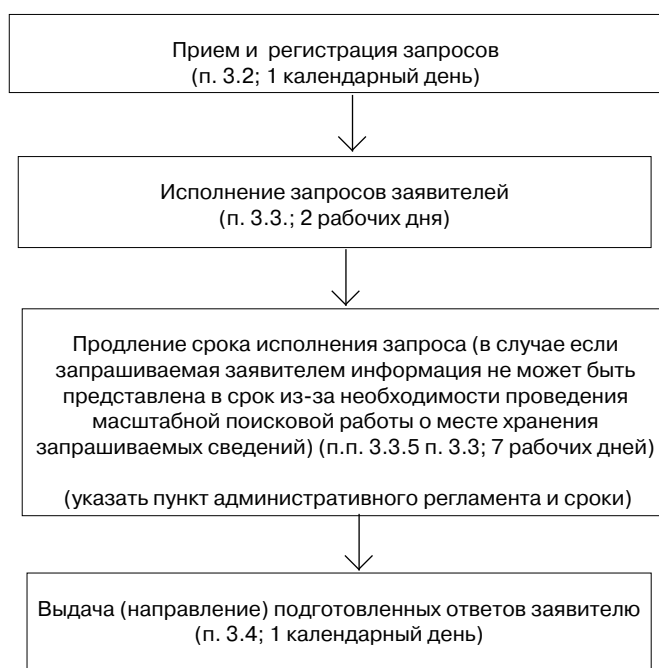 Прием и регистрация запросов
(п. 3.2; 1 календарный день)
Исполнение запросов заявителей
(п. 3.3.; 2 рабочих дня)
Продление срока исполнения запроса (в случае если
запрашиваемая заявителем информация не может быть
представлена в срок из-за необходимости проведения
масштабной поисковой работы о месте хранения
запрашиваемых сведений) (п.п. 3.3.5 п. 3.3; 7 рабочих дней)
(указать пункт административного регламента и сроки)
Выдача (направление) подготовленных ответов заявителю
(п. 3.4; 1 календарный день)